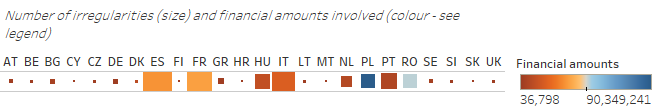 Number of irregularities (size) and financial amounts involved (colour - see
legend)
AT BE BG CY CZ DE DK ES FI FR GR HR HU IT LT MT NL PL PT RO SE SI SK UK
Financial amounts
36,798 90,349,241